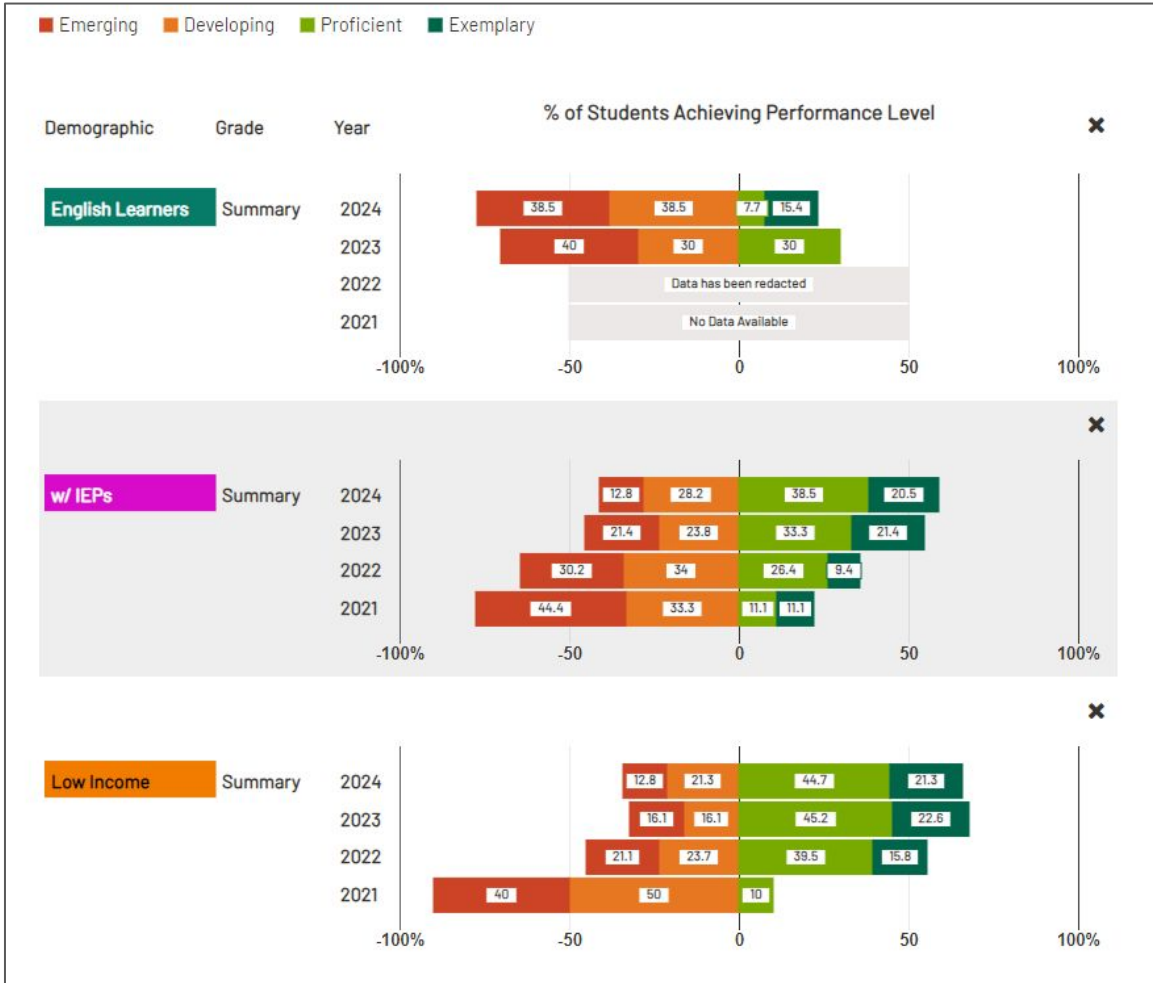 Emerging Developing Proficient Exemplary
% of Students Achieving Performance Level
Demographic Grade Year
English Learners Summary 2024 38.5 38.5 7.7 15.4
2023 40 30 30
2022 Data has been redacted
2021 No Data Available
-100% -50 0 50 100%
w/ IEPs Summary 2024 12.8 28.2 38.5 20.5
2023 21.4 23.8 33.3 21.4
2022 30.2 34 26.4 9.4
2021 44.4 33.3 11.1 11.1
-100% -50 0 50 100%
Low Income Summary 2024 12.8 21.3 44.7 21.3
2023 16.1 16.1 45.2 22.6
2022 21.1 23.7 39.5 15.8
2021 40 50 10
-100% -50 0 50 100%